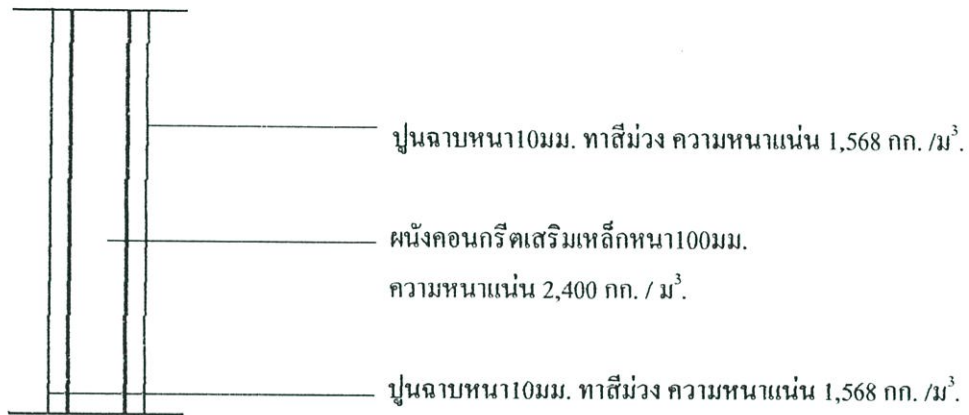 ปูนฉาบหนา10มม. ทาสีม่วง ความหนาแน่น 1,568 กก. /ม³.
ผนังคอนกรีตเสริมเหล็กหนา100มม.
ความหนาแน่น 2,400 กก. / ม³.
ปูนฉาบหนา10มม. ทาสีม่วง ความหนาแน่น 1,568 กก. /ม³.